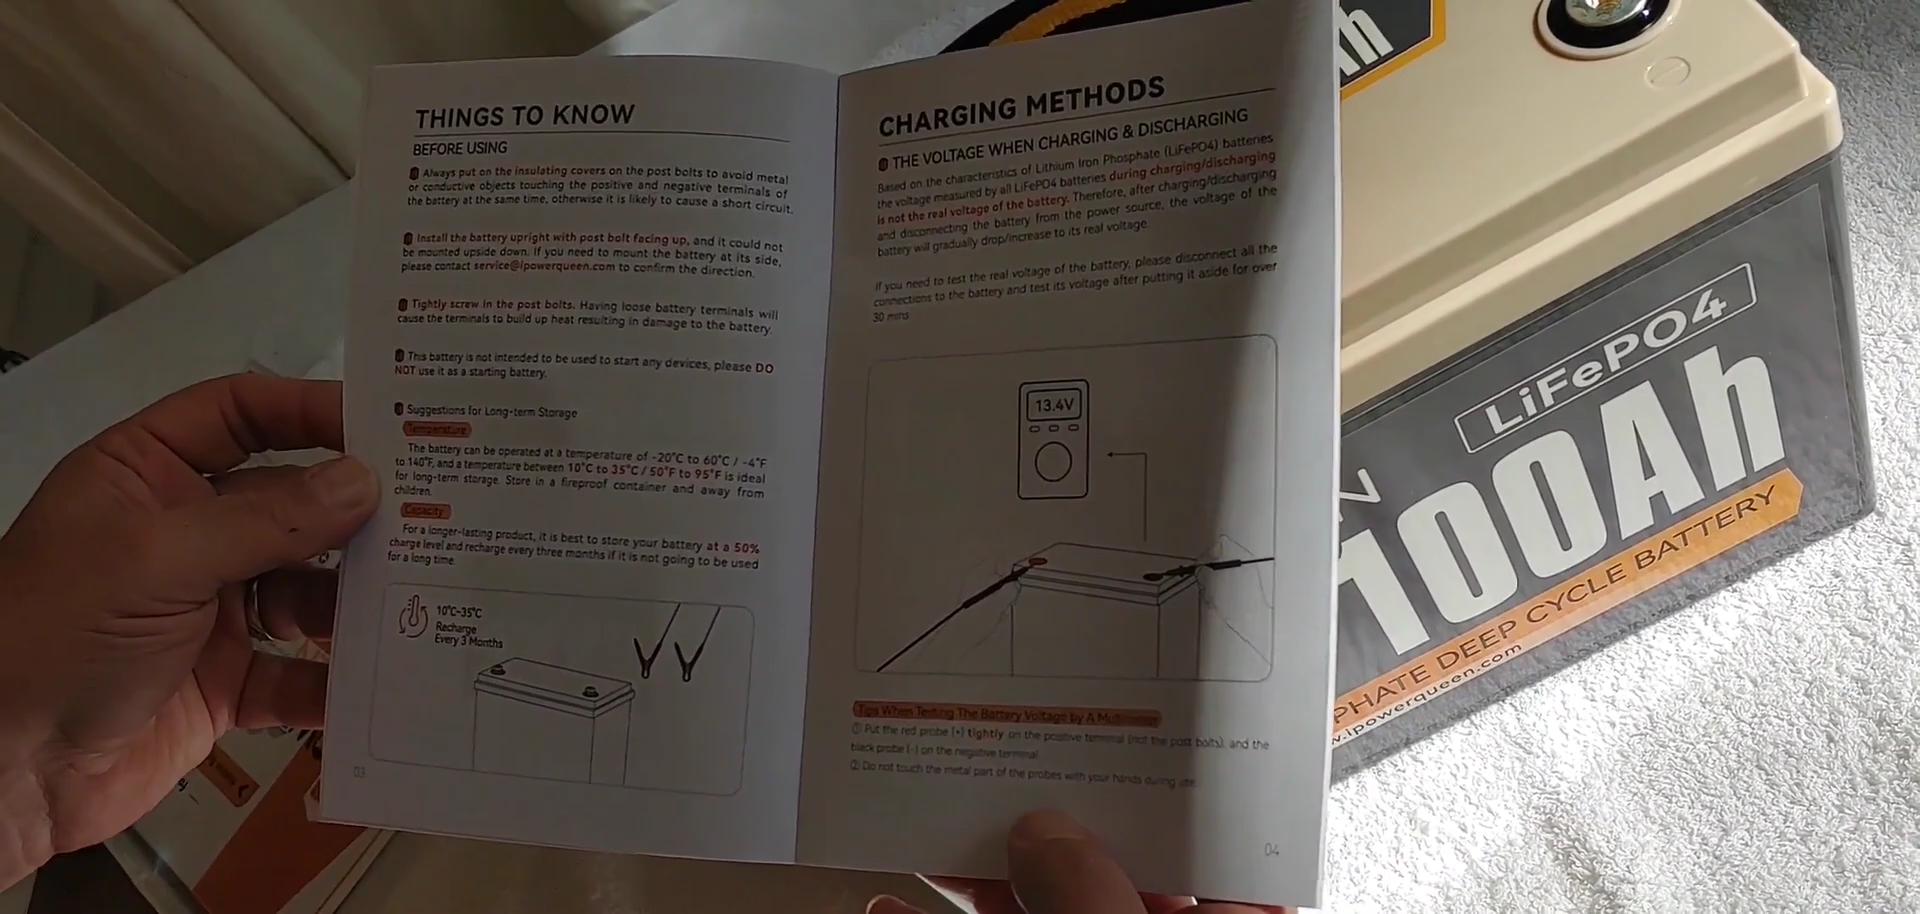 THINGS TO KNOW
BEFORE USING
Always put on the insulating covers on the post bolts to avoid metal
or conductive objects touching the positive and negative terminals of
the battery at the same time, otherwise it is likely to cause a short circuit.
Install the battery upright with post bolt facing up, and it could not
be mounted upside down. If you need to mount the battery at its side,
please contact service@ipowerqueen.com to confirm the direction.
Tightly screw in the post bolts. Having loose battery terminals will
cause the terminals to build up heat resulting in damage to the battery.
This battery is not intended to be used to start any devices, please DO
NOT use it as a starting battery.
Suggestions for Long-term Storage
Temperature
The battery can be operated at a temperature of -20°C to 60°C / -4°F
to 140°F, and a temperature between 10°C to 35°C / 50°F to 95°F is ideal
for long-term storage. Store in a fireproof container and away from
children.
Capacity
For a longer-lasting product, it is best to store your battery at a 50%
charge level and recharge every three months if it is not going to be used
for a long time.
10°C-35°C
Recharge
Every 3 Months
03
CHARGING METHODS
THE VOLTAGE WHEN CHARGING & DISCHARGING
Based on the characteristics of Lithium Iron Phosphate (LiFePO4) batteries
the voltage measured by all LiFePO4 batteries during charging/discharging
is not the real voltage of the battery. Therefore, after charging/discharging
and disconnecting the battery from the power source, the voltage of the
battery will gradually drop/increase to its real voltage.
If you need to test the real voltage of the battery, please disconnect all the
connections to the battery and test its voltage after putting it aside for over
30 mins
13.4V
Tips When Testing The Battery Voltage by A Multimeter
① Put the red probe (+) tightly on the positive terminal (not the post bolts), and the
black probe (-) on the negative terminal
② Do not touch the metal part of the probes with your hands during use
04
Ah
LiFePO4
100Ah
PHATE DEEP CYCLE BATTERY
w.ipowerqueen.com